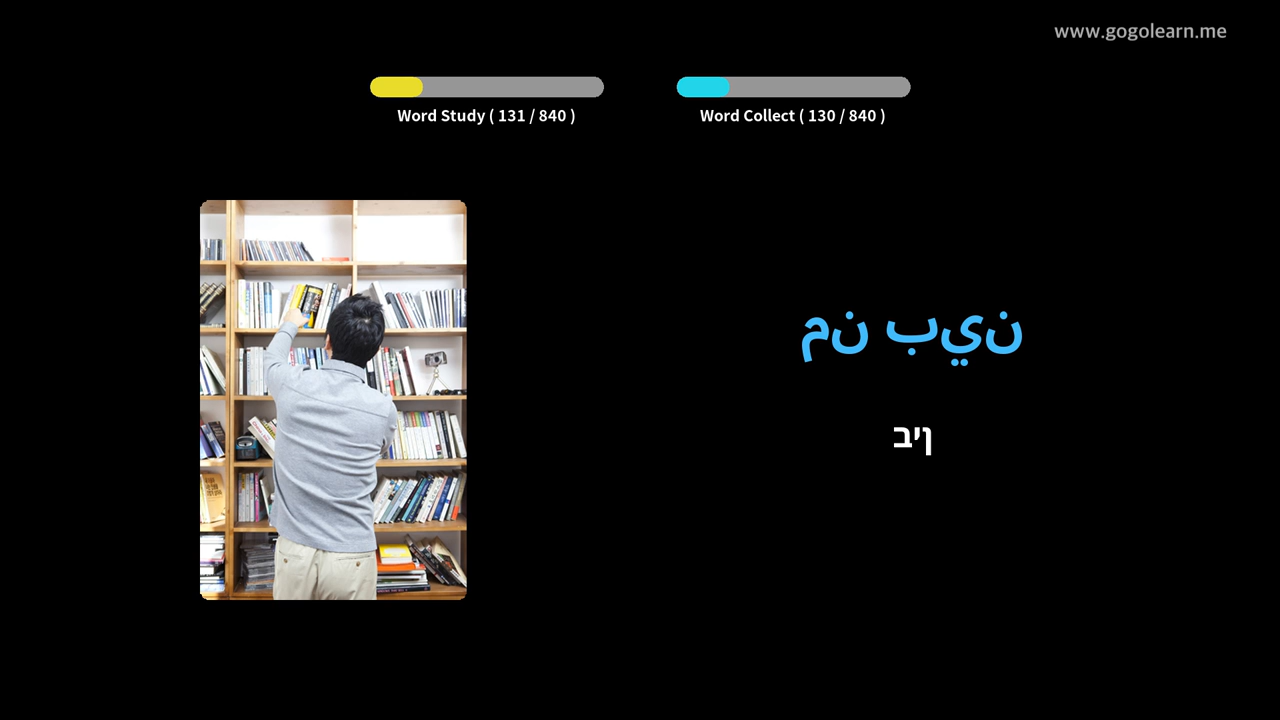 www.gogolearn.me
Word Study ( 131 / 840 )
Word Collect ( 130 / 840 )
من بين
בין